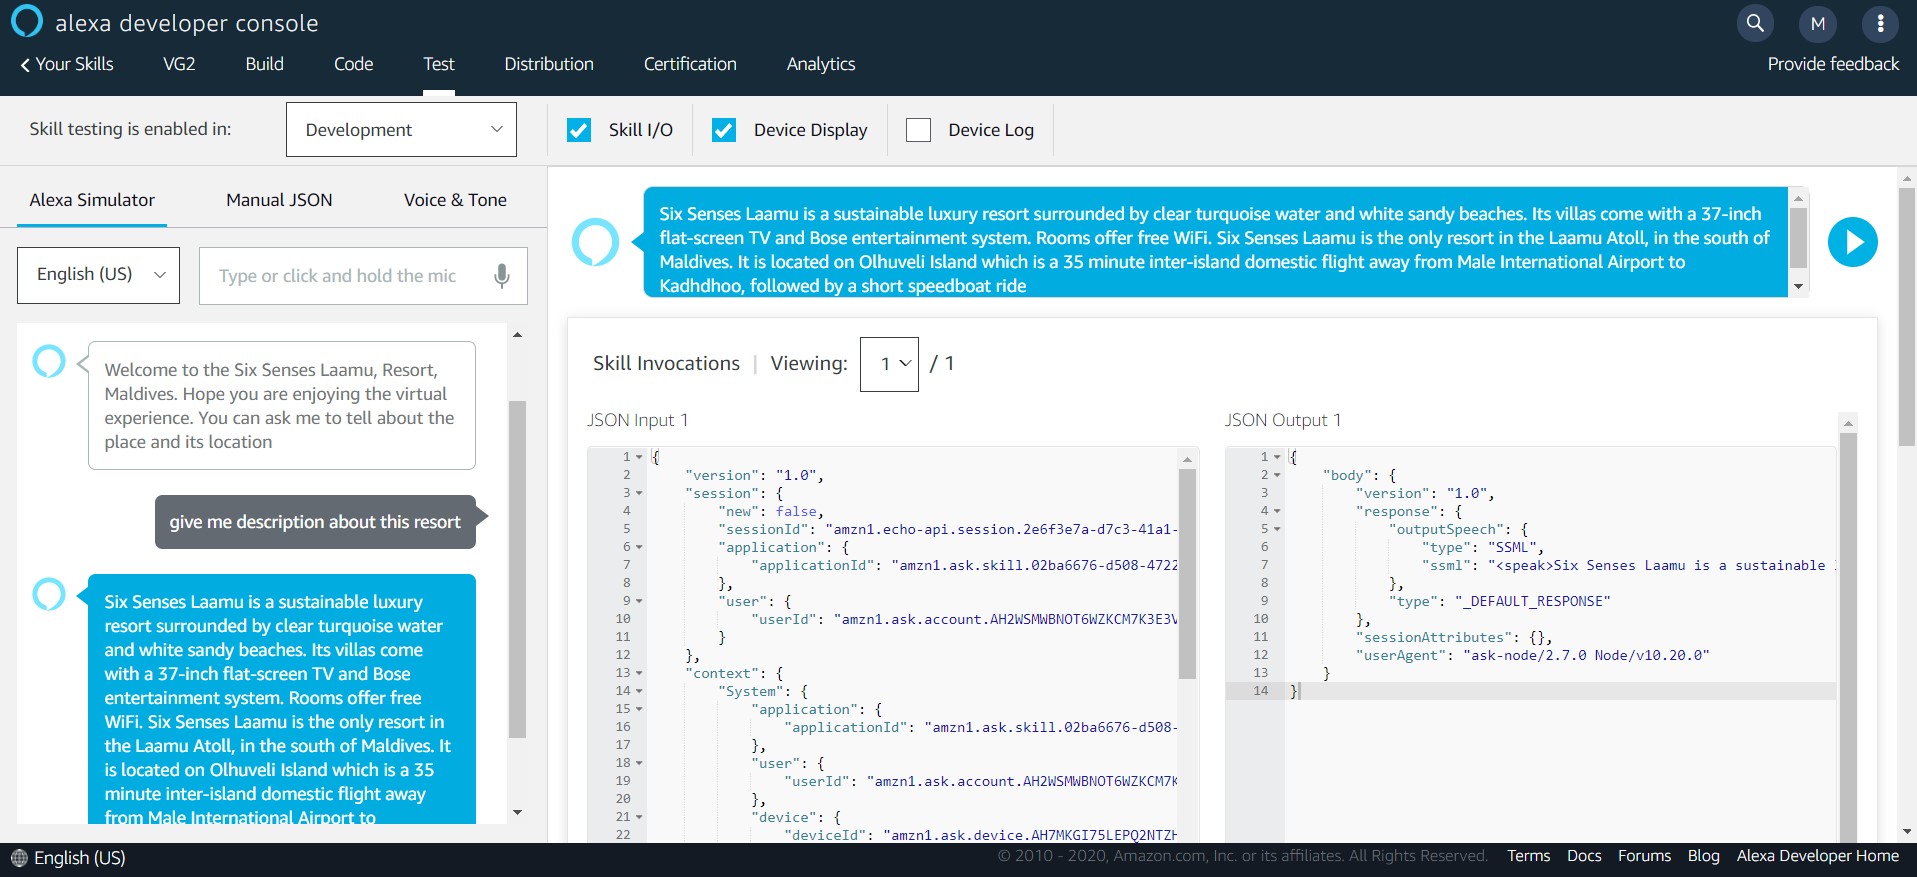 alexa developer console
M
Your Skills
VG2
Build
Code
Test
Distribution
Certification
Analytics
Provide feedback
Skill testing is enabled in:
Development
Skill I/O
Device Display
Device Log
Alexa Simulator
Manual JSON
Voice & Tone
English (US)
Type or click and hold the mic
Welcome to the Six Senses Laamu, Resort,
Maldives. Hope you are enjoying the virtual
experience. You can ask me to tell about the
place and its location
give me description about this resort
Six Senses Laamu is a sustainable luxury
resort surrounded by clear turquoise water
and white sandy beaches. Its villas come
with a 37-inch flat-screen TV and Bose
entertainment system. Rooms offer free
WiFi. Six Senses Laamu is the only resort in
the Laamu Atoll, in the south of Maldives. It
is located on Olhuveli Island which is a 35
minute inter-island domestic flight away
from Male International Airport to
Six Senses Laamu is a sustainable luxury resort surrounded by clear turquoise water and white sandy beaches. Its villas come with a 37-inch
flat-screen TV and Bose entertainment system. Rooms offer free WiFi. Six Senses Laamu is the only resort in the Laamu Atoll, in the south of
Maldives. It is located on Olhuveli Island which is a 35 minute inter-island domestic flight away from Male International Airport to
Kadhdhoo, followed by a short speedboat ride
Skill Invocations | Viewing: 1 / 1
JSON Input 1
1 {
2 "version": "1.0",
3 "session": {
4 "new": false,
5 "sessionId": "amzn1.echo-api.session.2e6f3e7a-d7c3-41a1-
6 "application": {
7 "applicationId": "amzn1.ask.skill.02ba6676-d508-4722
8 },
9 "user": {
10 "userId": "amzn1.ask.account.AH2WSMWBNOT6WZKCM7K3E3V
11 }
12 },
13 "context": {
14 "System": {
15 "application": {
16 "applicationId": "amzn1.ask.skill.02ba6676-d508-
17 },
18 "user": {
19 "userId": "amzn1.ask.account.AH2WSMWBNOT6WZKCM7K
20 },
21 "device": {
22 "deviceId": "amzn1.ask.device.AH7MKGI75LEPQ2NTZH
JSON Output 1
1 {
2 "body": {
3 "version": "1.0",
4 "response": {
5 "outputSpeech": {
6 "type": "SSML",
7 "ssml": "<speak>Six Senses Laamu is a sustainable
8 },
9 "type": "_DEFAULT_RESPONSE"
10 },
11 "sessionAttributes": {},
12 "userAgent": "ask-node/2.7.0 Node/v10.20.0"
13 }
14 }
English (US)
© 2010 - 2020, Amazon.com, Inc. or its affiliates. All Rights Reserved.
Terms
Docs
Forums
Blog
Alexa Developer Home